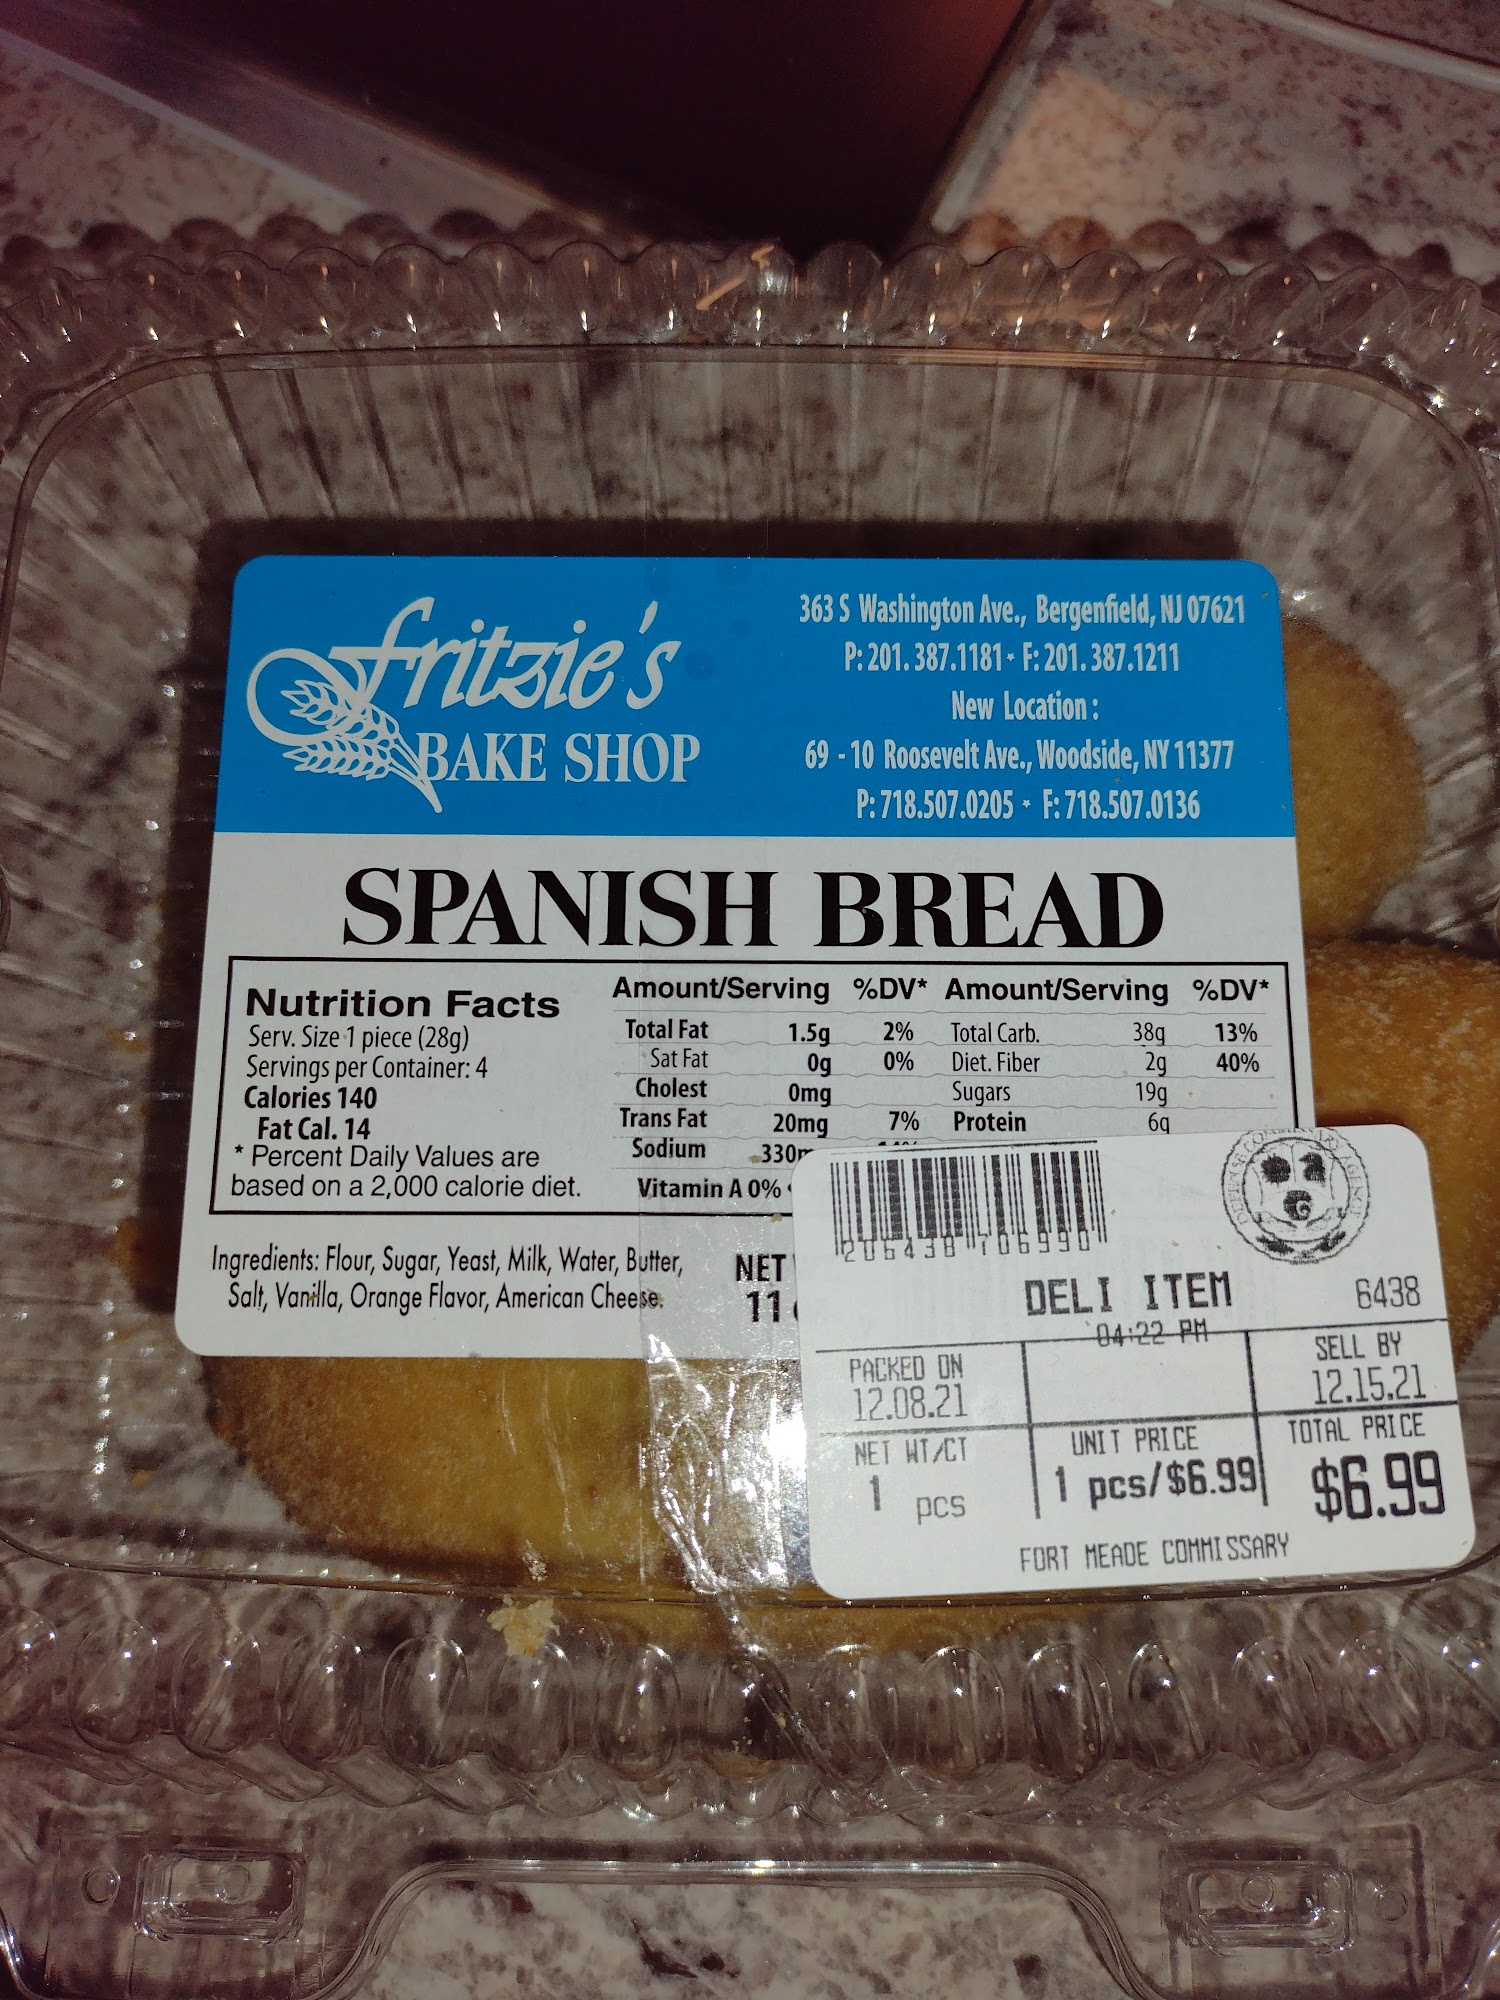 fritzie's
BAKE SHOP
363 S Washington Ave., Bergenfield, NJ 07621
P: 201. 387.1181 - F: 201. 387.1211
New Location :
69 - 10 Roosevelt Ave., Woodside, NY 11377
P: 718.507.0205 - F: 718.507.0136
SPANISH BREAD
Nutrition Facts
Serv. Size 1 piece (28g)
Servings per Container: 4
Calories 140
Fat Cal. 14
* Percent Daily Values are
based on a 2,000 calorie diet.
Amount/Serving %DV* Amount/Serving %DV*
Total Fat 1.5g 2% Total Carb. 38g 13%
Sat Fat 0g 0% Diet. Fiber 2g 40%
Cholest 0mg Sugars 19g
Trans Fat 20mg 7% Protein 6g
Sodium 330m
Vitamin A 0%
Ingredients: Flour, Sugar, Yeast, Milk, Water, Butter,
Salt, Vanilla, Orange Flavor, American Cheese.
NET
11
206438 106990
DELI ITEM 6438
04:22 PM
PACKED ON
12.08.21
SELL BY
12.15.21
NET WT/CT
1 pcs
UNIT PRICE
1 pcs/$6.99
TOTAL PRICE
$6.99
FORT MEADE COMMISSARY